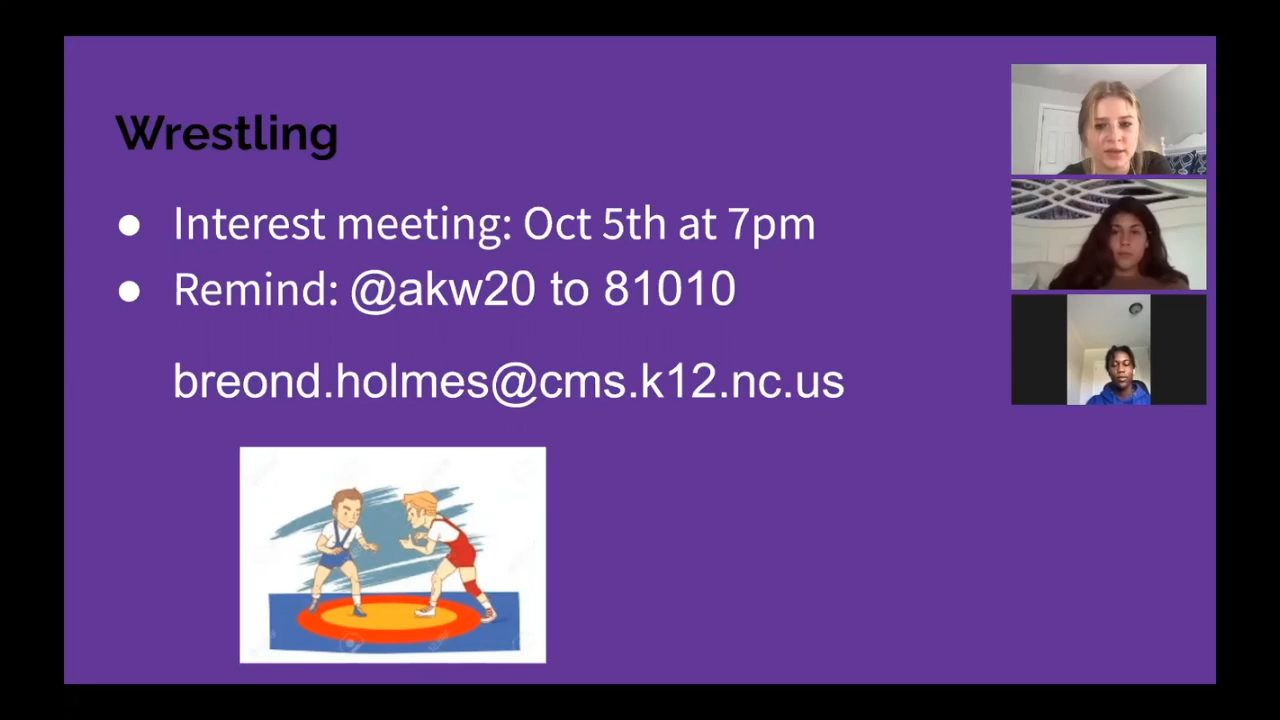 Wrestling
● Interest meeting: Oct 5th at 7pm
● Remind: @akw20 to 81010
breond.holmes@cms.k12.nc.us